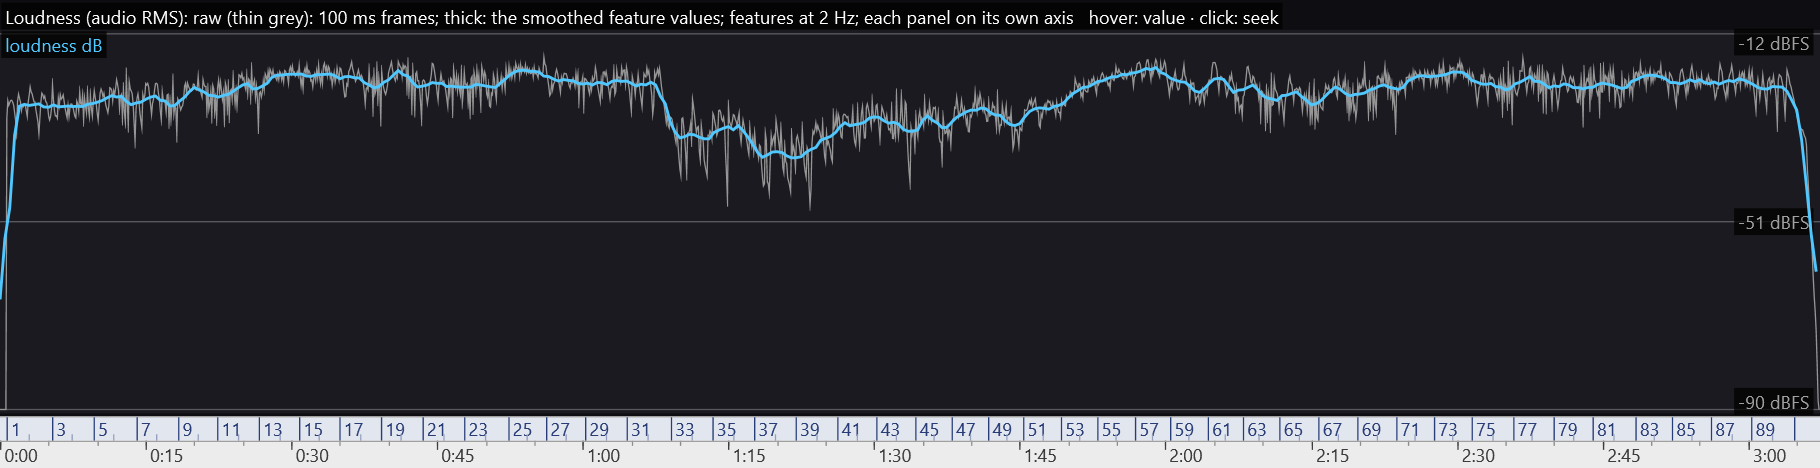 Loudness (audio RMS): raw (thin grey): 100 ms frames; thick: the smoothed feature values; features at 2 Hz; each panel on its own axis   hover: value · click: seek
loudness dB
-12 dBFS
-51 dBFS
-90 dBFS
1 3 5 7 9 11 13 15 17 19 21 23 25 27 29 31 33 35 37 39 41 43 45 47 49 51 53 55 57 59 61 63 65 67 69 71 73 75 77 79 81 83 85 87 89
0:00 0:15 0:30 0:45 1:00 1:15 1:30 1:45 2:00 2:15 2:30 2:45 3:00